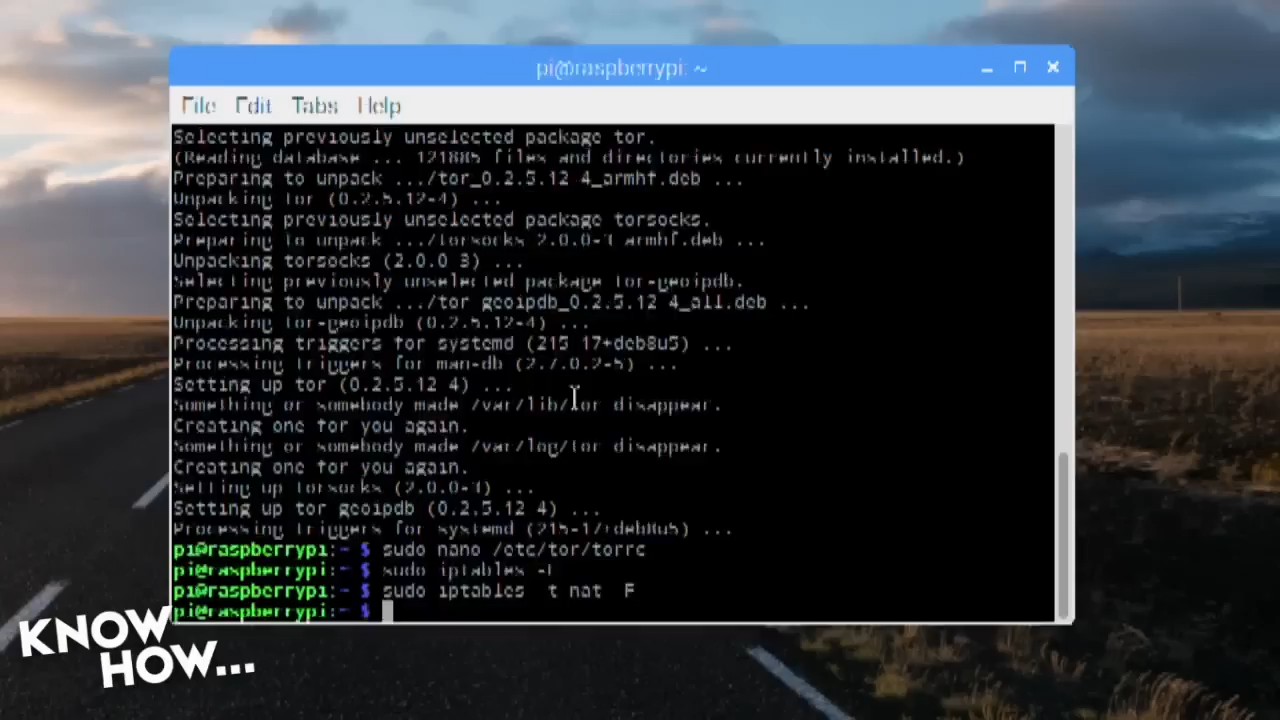 pi@raspberrypi: ~
File Edit Tabs Help
Selecting previously unselected package tor.
(Reading database ... 121885 files and directories currently installed.)
Preparing to unpack .../tor_0.2.5.12-4_armhf.deb ...
Unpacking tor (0.2.5.12-4) ...
Selecting previously unselected package torsocks.
Preparing to unpack .../torsocks_2.0.0-3_armhf.deb ...
Unpacking torsocks (2.0.0-3) ...
Selecting previously unselected package tor-geoipdb.
Preparing to unpack .../tor-geoipdb_0.2.5.12-4_all.deb ...
Unpacking tor-geoipdb (0.2.5.12-4) ...
Processing triggers for systemd (215-17+deb8u5) ...
Processing triggers for man-db (2.7.0.2-5) ...
Setting up tor (0.2.5.12-4) ...
Something or somebody made /var/lib/tor disappear.
Creating one for you again.
Something or somebody made /var/log/tor disappear.
Creating one for you again.
Setting up torsocks (2.0.0-3) ...
Setting up tor-geoipdb (0.2.5.12-4) ...
Processing triggers for systemd (215-17+deb8u5) ...
pi@raspberrypi:~ $ sudo nano /etc/tor/torrc
pi@raspberrypi:~ $ sudo iptables -F
pi@raspberrypi:~ $ sudo iptables -t nat -F
pi@raspberrypi:~ $
KNOW
HOW...